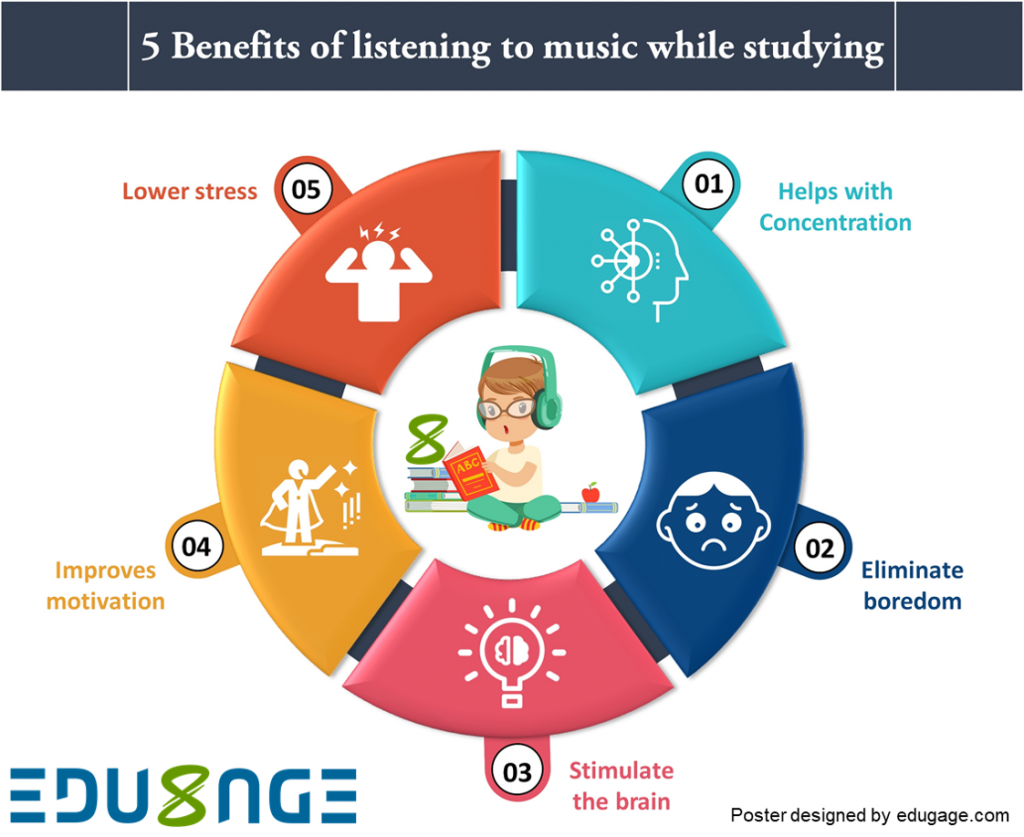 5 Benefits of listening to music while studying
01
Helps with
Concentration
02
Eliminate
boredom
03
Stimulate
the brain
04
Improves
motivation
05
Lower stress
8
ABC
EDU8AGE
Poster designed by edugage.com